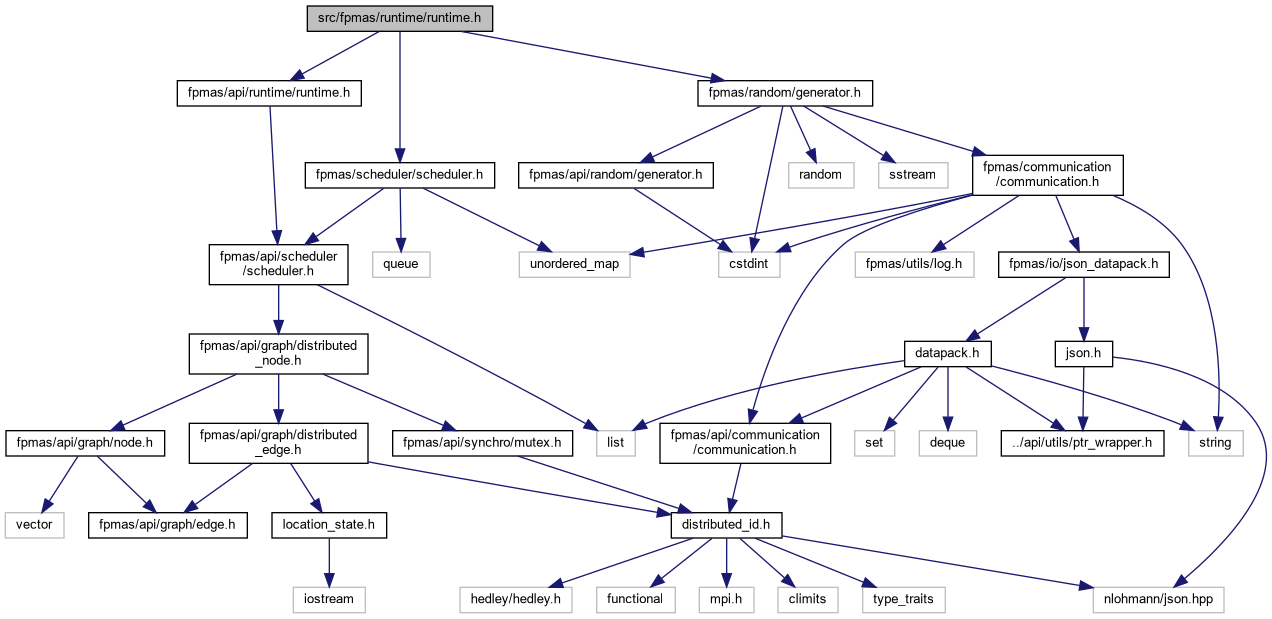 src/fpmas/runtime/runtime.h
fpmas/api/runtime/runtime.h
fpmas/random/generator.h
fpmas/scheduler/scheduler.h
fpmas/api/random/generator.h
random
sstream
fpmas/communication
/communication.h
fpmas/api/scheduler
/scheduler.h
queue
unordered_map
cstdint
fpmas/utils/log.h
fpmas/io/json_datapack.h
fpmas/api/graph/distributed
_node.h
datapack.h
json.h
fpmas/api/graph/node.h
fpmas/api/graph/distributed
_edge.h
fpmas/api/synchro/mutex.h
list
fpmas/api/communication
/communication.h
set
deque
../api/utils/ptr_wrapper.h
string
vector
fpmas/api/graph/edge.h
location_state.h
distributed_id.h
iostream
hedley/hedley.h
functional
mpi.h
climits
type_traits
nlohmann/json.hpp